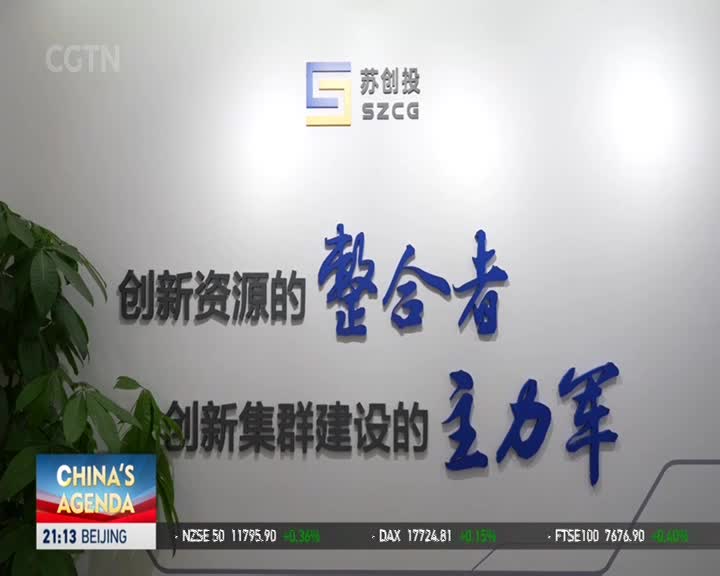 CGTN
苏创投
SZCG
创新资源的整合者
创新集群建设的主力军
CHINA'S
AGENDA
21:13 BEIJING
· NZSE 50 11795.90 +0.36% · DAX 17724.81 +0.15% · FTSE100 7676.90 +0.40%